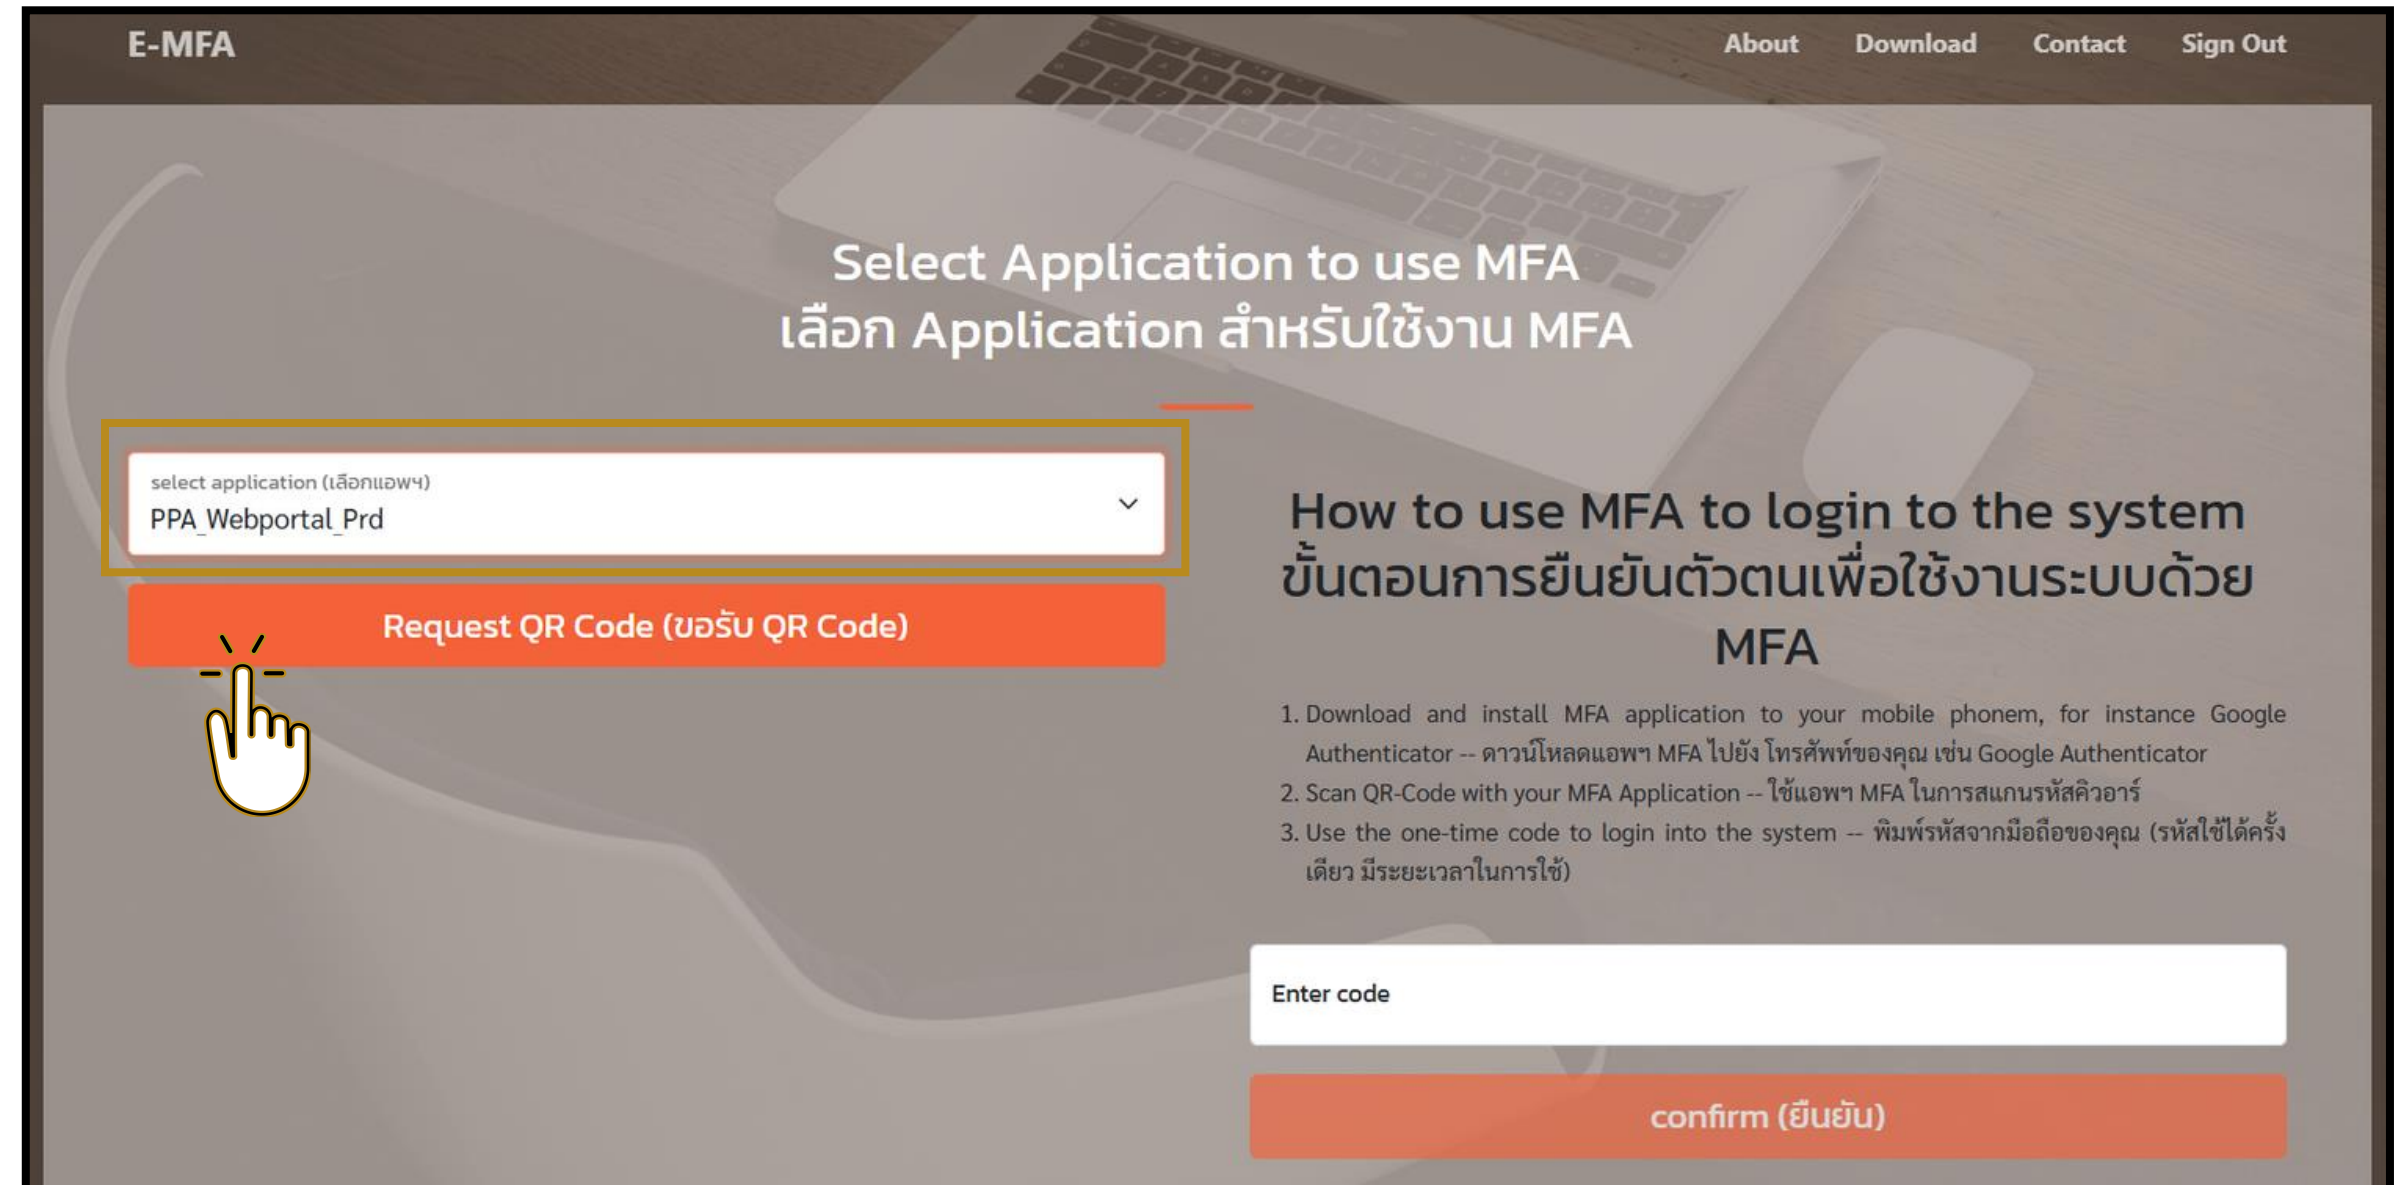 E-MFA
About Download Contact Sign Out
Select Application to use MFA
เลือก Application สำหรับใช้งาน MFA
select application (เลือกแอพฯ)
PPA_Webportal_Prd
Request QR Code (ขอรับ QR Code)
How to use MFA to login to the system
ขั้นตอนการยืนยันตัวตนเพื่อใช้งานระบบด้วย
MFA
1. Download and install MFA application to your mobile phonem, for instance Google
Authenticator -- ดาวน์โหลดแอพฯ MFA ไปยัง โทรศัพท์ของคุณ เช่น Google Authenticator
2. Scan QR-Code with your MFA Application -- ใช้แอพฯ MFA ในการสแกนรหัสคิวอาร์
3. Use the one-time code to login into the system -- พิมพ์รหัสจากมือถือของคุณ (รหัสใช้ได้ครั้ง
เดียว มีระยะเวลาในการใช้)
Enter code
confirm (ยืนยัน)